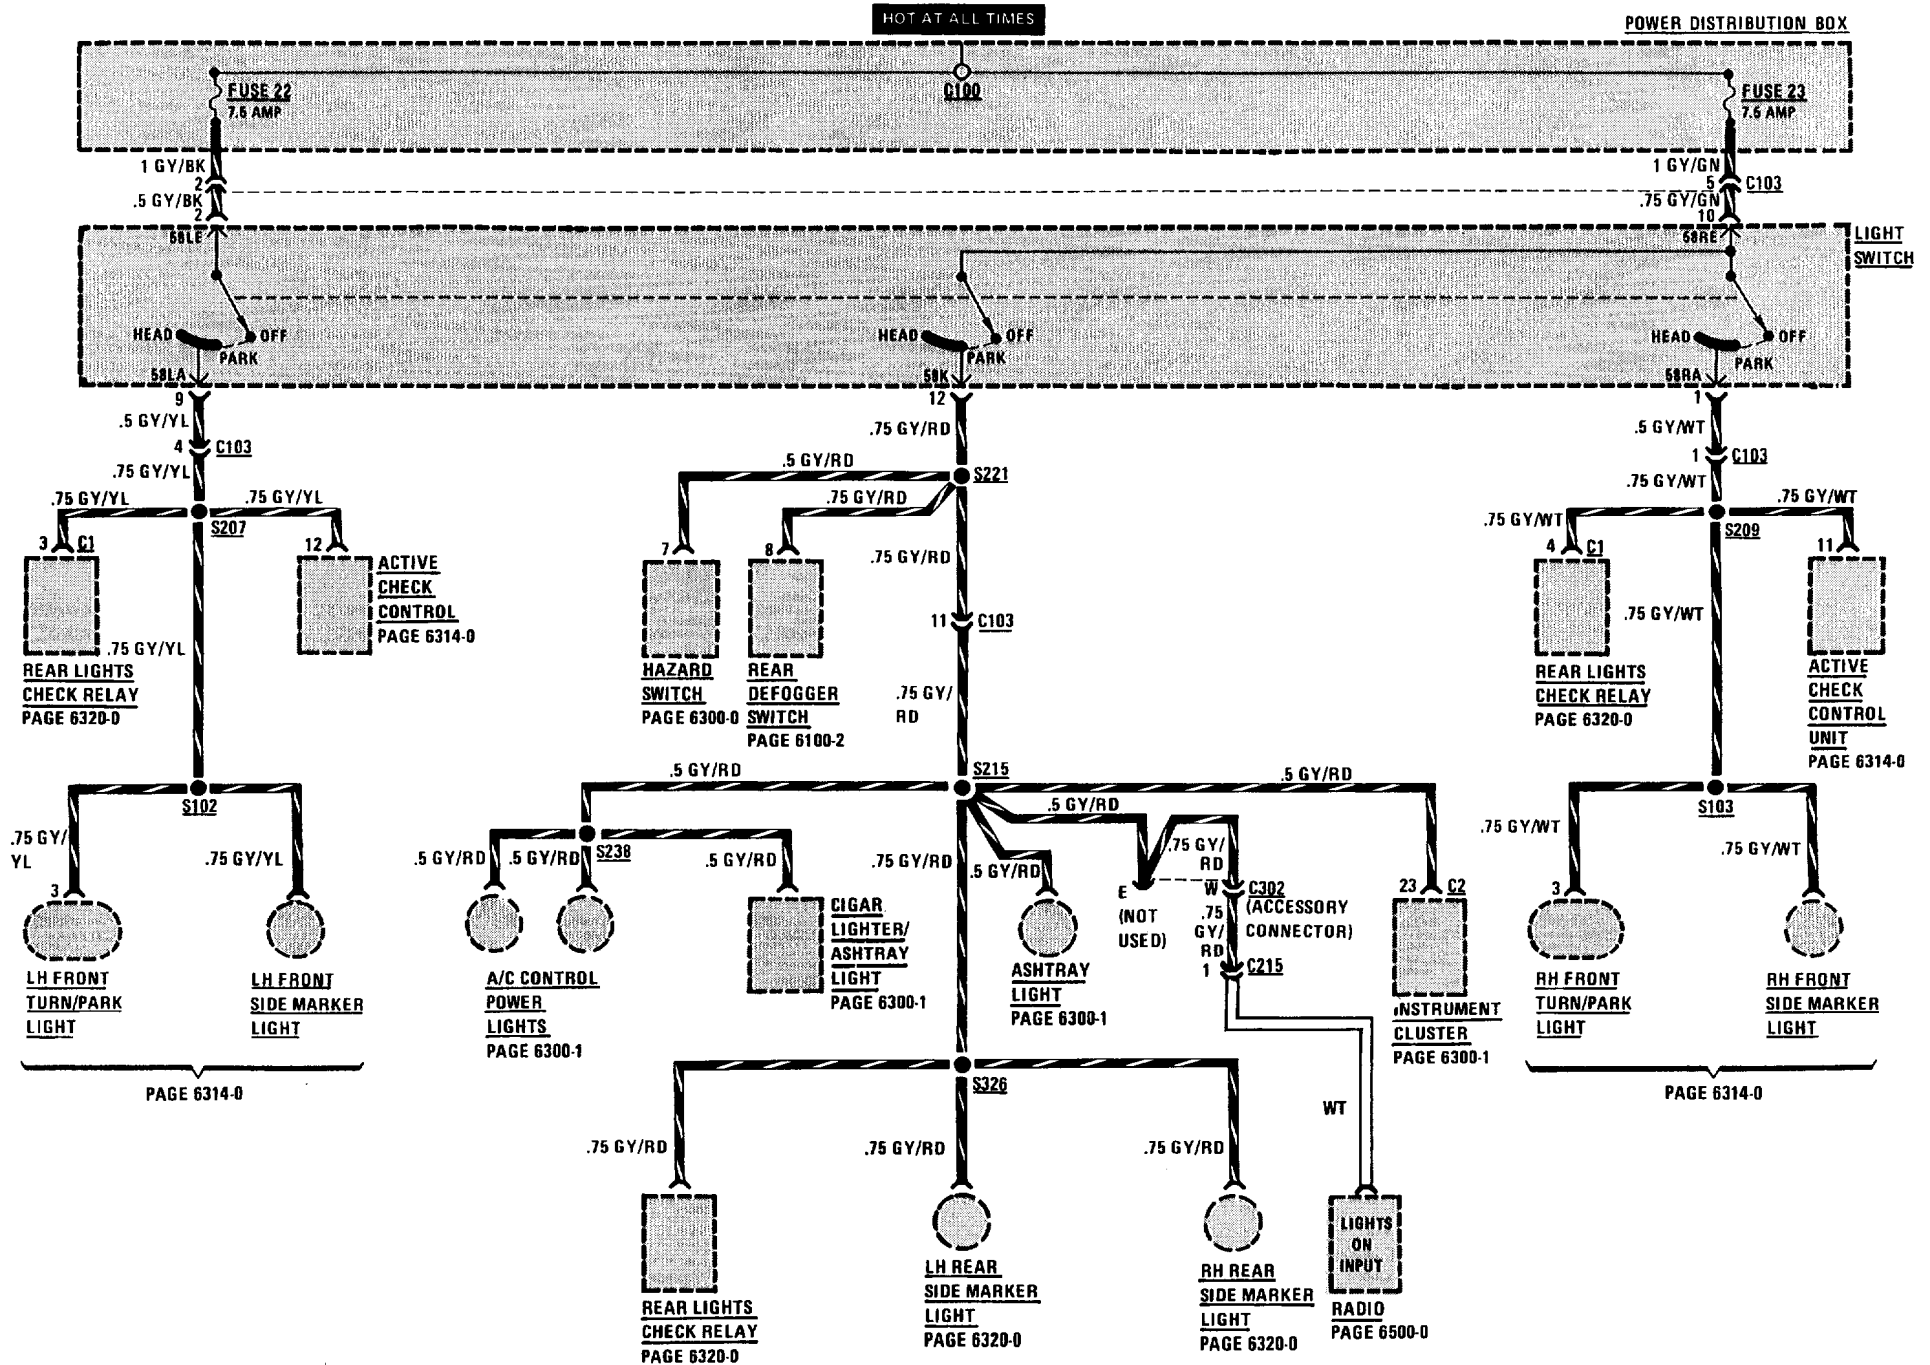 HOT AT ALL TIMES
POWER DISTRIBUTION BOX
FUSE 22
7.5 AMP
C100
FUSE 23
7.5 AMP
1 GY/BK
2
.5 GY/BK
2
1 GY/GN
5 C103
.75 GY/GN
10
58LE
58RE
LIGHT
SWITCH
HEAD
OFF
PARK
58LA
HEAD
OFF
PARK
58K
HEAD
OFF
PARK
58RA
9
.5 GY/YL
4 C103
.75 GY/YL
12
.75 GY/RD
1
.5 GY/WT
1 C103
.75 GY/WT
.5 GY/RD
S221
.75 GY/RD
.75 GY/RD
.75 GY/YL
.75 GY/YL
S207
3 C1
12
7
8
.75 GY/WT
.75 GY/WT
S209
4 C1
11
ACTIVE
CHECK
CONTROL
PAGE 6314-0
.75 GY/YL
REAR LIGHTS
CHECK RELAY
PAGE 6320-0
HAZARD
SWITCH
PAGE 6300-0
REAR
DEFOGGER
SWITCH
PAGE 6100-2
11 C103
.75 GY/
RD
.75 GY/WT
REAR LIGHTS
CHECK RELAY
PAGE 6320-0
ACTIVE
CHECK
CONTROL
UNIT
PAGE 6314-0
S102
.75 GY/
YL
.75 GY/YL
3
.5 GY/RD
S215
.5 GY/RD
.5 GY/RD
S238
.5 GY/RD
.5 GY/RD
.5 GY/RD
.75 GY/RD
.5 GY/RD
.75 GY/
RD
E
(NOT
USED)
W C302
(ACCESSORY
CONNECTOR)
.75
GY/
RD
1 C215
23 C2
S103
.75 GY/WT
.75 GY/WT
3
LH FRONT
TURN/PARK
LIGHT
LH FRONT
SIDE MARKER
LIGHT
PAGE 6314-0
A/C CONTROL
POWER
LIGHTS
PAGE 6300-1
CIGAR
LIGHTER/
ASHTRAY
LIGHT
PAGE 6300-1
ASHTRAY
LIGHT
PAGE 6300-1
INSTRUMENT
CLUSTER
PAGE 6300-1
RH FRONT
TURN/PARK
LIGHT
RH FRONT
SIDE MARKER
LIGHT
PAGE 6314-0
S326
.75 GY/RD
.75 GY/RD
.75 GY/RD
WT
LIGHTS
ON
INPUT
REAR LIGHTS
CHECK RELAY
PAGE 6320-0
LH REAR
SIDE MARKER
LIGHT
PAGE 6320-0
RH REAR
SIDE MARKER
LIGHT
PAGE 6320-0
RADIO
PAGE 6500-0